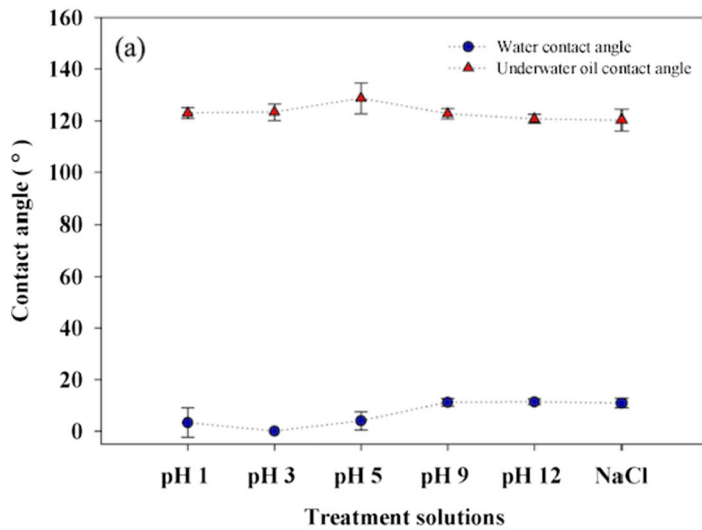 (a)
Water contact angle
Underwater oil contact angle
160
140
120
100
80
60
40
20
0
Contact angle ( ° )
pH 1 pH 3 pH 5 pH 9 pH 12 NaCl
Treatment solutions